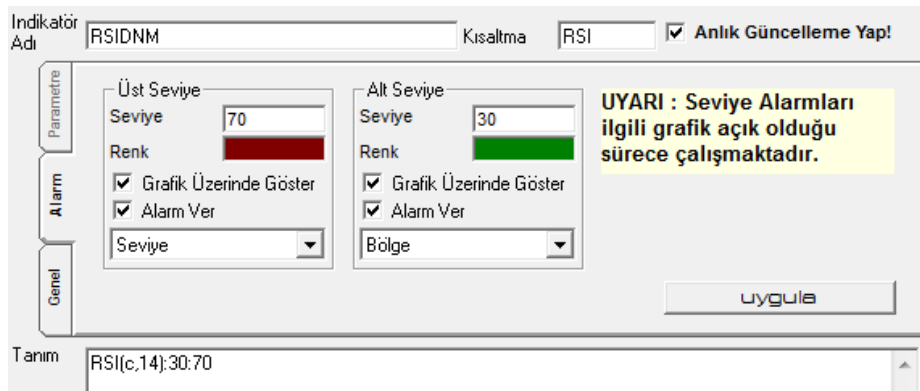 Indikatör Adı RSIDNM Kısaltma RSI Anlık Güncelleme Yap!
Parametre
Alarm
Genel
Üst Seviye
Seviye 70
Renk
Grafik Üzerinde Göster
Alarm Ver
Seviye
Alt Seviye
Seviye 30
Renk
Grafik Üzerinde Göster
Alarm Ver
Bölge
UYARI : Seviye Alarmları
ilgili grafik açık olduğu
sürece çalışmaktadır.
uygula
Tanım RSI(c,14):30:70